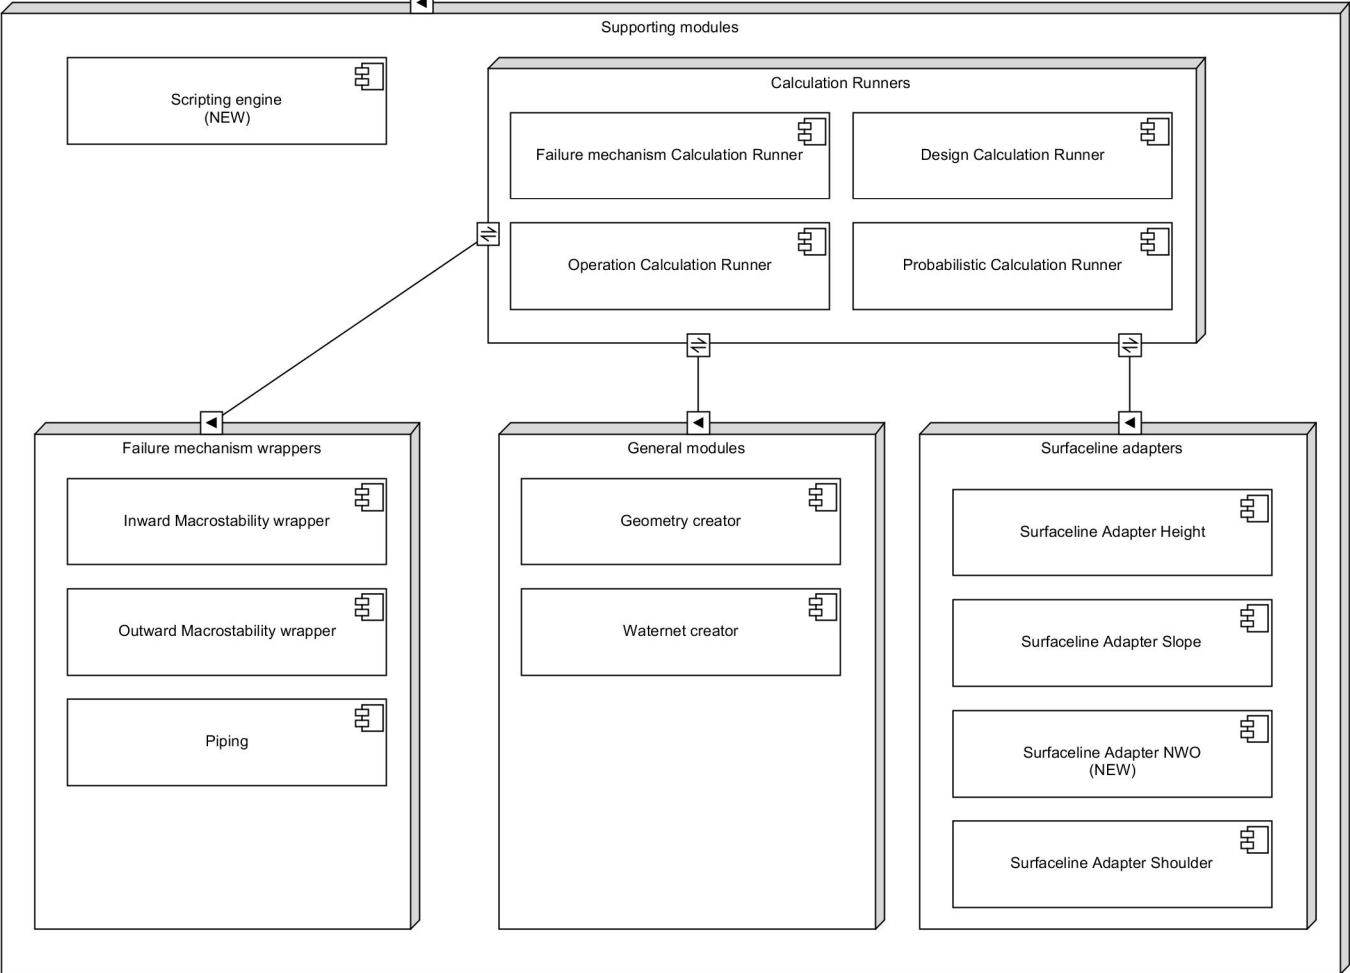 Supporting modules
Scripting engine
(NEW)
Calculation Runners
Failure mechanism Calculation Runner
Design Calculation Runner
Operation Calculation Runner
Probabilistic Calculation Runner
Failure mechanism wrappers
Inward Macrostability wrapper
Outward Macrostability wrapper
Piping
General modules
Geometry creator
Waternet creator
Surfaceline adapters
Surfaceline Adapter Height
Surfaceline Adapter Slope
Surfaceline Adapter NWO
(NEW)
Surfaceline Adapter Shoulder